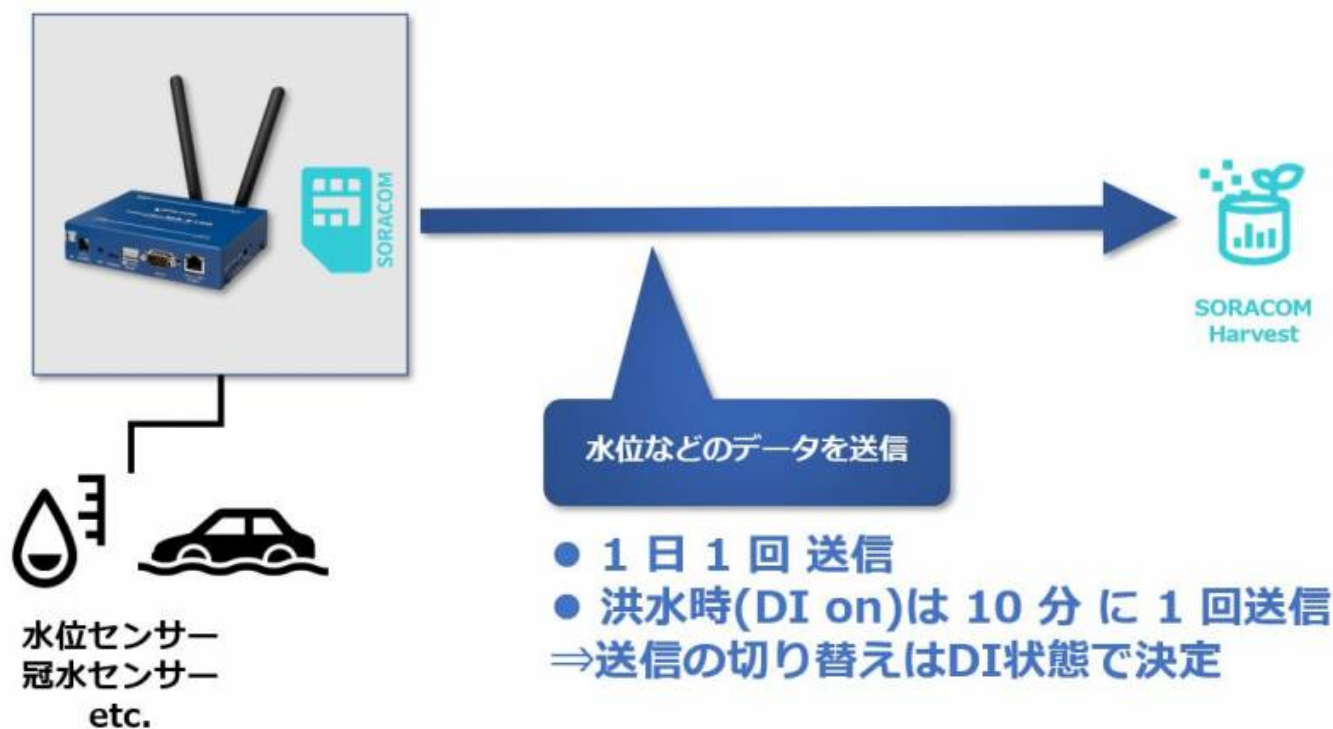 SORACOM
SORACOM
Harvest
水位などのデータを送信
● 1 日 1 回 送信
● 洪水時(DI on)は 10 分 に 1 回送信
⇒送信の切り替えはDI状態で決定
水位センサー
冠水センサー
etc.